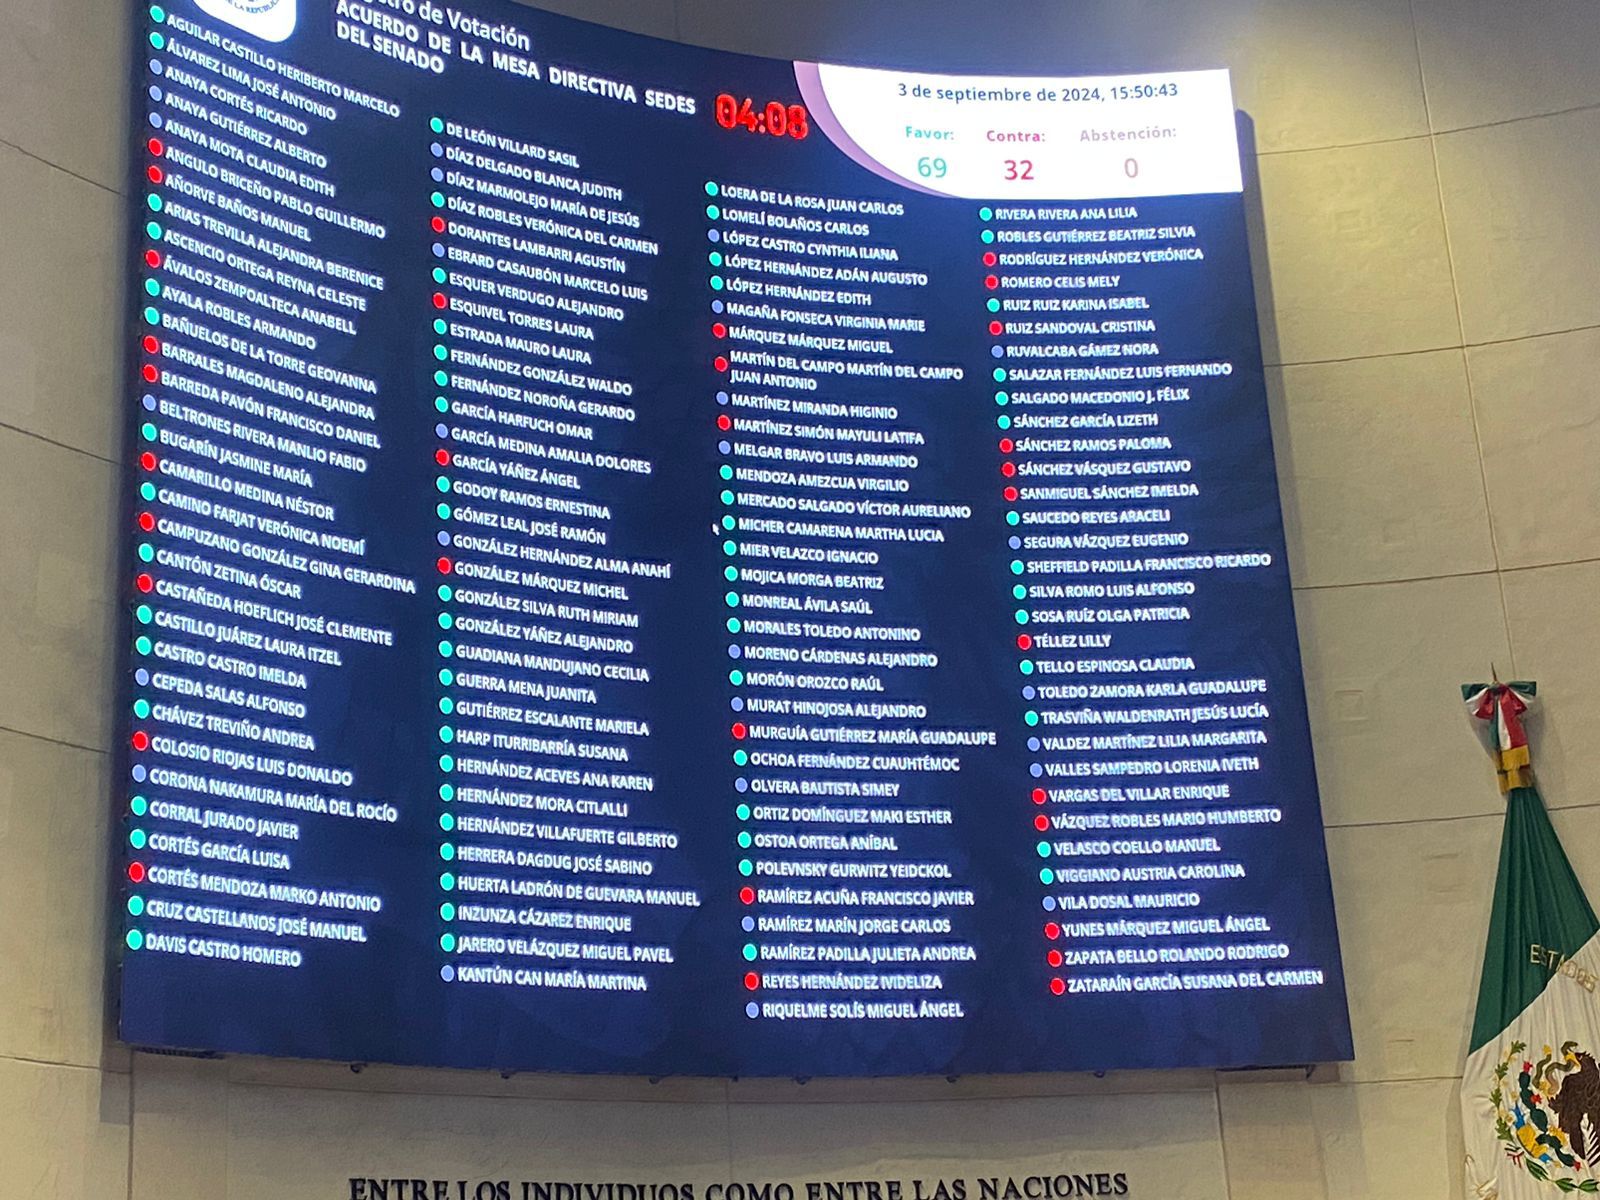 de Votación
ACUERDO DE LA MESA DIRECTIVA SEDES
DEL SENADO
04:08
3 de septiembre de 2024, 15:50:43
Favor: Contra: Abstención:
69 32 0
AGUILAR CASTILLO HERIBERTO MARCELO
ÁLVAREZ LIMA JOSÉ ANTONIO
ANAYA CORTÉS RICARDO
ANAYA GUTIÉRREZ ALBERTO
ANAYA MOTA CLAUDIA EDITH
ANGULO BRICEÑO PABLO GUILLERMO
AÑORVE BAÑOS MANUEL
ARIAS TREVILLA ALEJANDRA BERENICE
ASCENCIO ORTEGA REYNA CELESTE
ÁVALOS ZEMPOALTECA ANABELL
AYALA ROBLES ARMANDO
BAÑUELOS DE LA TORRE GEOVANNA
BARRALES MAGDALENO ALEJANDRA
BARREDA PAVÓN FRANCISCO DANIEL
BELTRONES RIVERA MANLIO FABIO
BUGARÍN JASMINE MARÍA
CAMARILLO MEDINA NÉSTOR
CAMINO FARJAT VERÓNICA NOEMÍ
CAMPUZANO GONZÁLEZ GINA GERARDINA
CANTÓN ZETINA ÓSCAR
CASTAÑEDA HOEFLICH JOSÉ CLEMENTE
CASTILLO JUÁREZ LAURA ITZEL
CASTRO CASTRO IMELDA
CEPEDA SALAS ALFONSO
CHÁVEZ TREVIÑO ANDREA
COLOSIO RIOJAS LUIS DONALDO
CORONA NAKAMURA MARÍA DEL ROCÍO
CORRAL JURADO JAVIER
CORTÉS GARCÍA LUISA
CORTÉS MENDOZA MARKO ANTONIO
CRUZ CASTELLANOS JOSÉ MANUEL
DAVIS CASTRO HOMERO
DE LEÓN VILLARD SASIL
DÍAZ DELGADO BLANCA JUDITH
DÍAZ MARMOLEJO MARÍA DE JESÚS
DÍAZ ROBLES VERÓNICA DEL CARMEN
DORANTES LAMBARRI AGUSTÍN
EBRARD CASAUBÓN MARCELO LUIS
ESQUER VERDUGO ALEJANDRO
ESQUIVEL TORRES LAURA
ESTRADA MAURO LAURA
FERNÁNDEZ GONZÁLEZ WALDO
FERNÁNDEZ NOROÑA GERARDO
GARCÍA HARFUCH OMAR
GARCÍA MEDINA AMALIA DOLORES
GARCÍA YÁÑEZ ÁNGEL
GODOY RAMOS ERNESTINA
GÓMEZ LEAL JOSÉ RAMÓN
GONZÁLEZ HERNÁNDEZ ALMA ANAHÍ
GONZÁLEZ MÁRQUEZ MICHEL
GONZÁLEZ SILVA RUTH MIRIAM
GONZÁLEZ YÁÑEZ ALEJANDRO
GUADIANA MANDUJANO CECILIA
GUERRA MENA JUANITA
GUTIÉRREZ ESCALANTE MARIELA
HARP ITURRIBARRÍA SUSANA
HERNÁNDEZ ACEVES ANA KAREN
HERNÁNDEZ MORA CITLALLI
HERNÁNDEZ VILLAFUERTE GILBERTO
HERRERA DAGDUG JOSÉ SABINO
HUERTA LADRÓN DE GUEVARA MANUEL
INZUNZA CÁZAREZ ENRIQUE
JARERO VELÁZQUEZ MIGUEL PAVEL
KANTÚN CAN MARÍA MARTINA
LOERA DE LA ROSA JUAN CARLOS
LOMELÍ BOLAÑOS CARLOS
LÓPEZ CASTRO CYNTHIA ILIANA
LÓPEZ HERNÁNDEZ ADÁN AUGUSTO
LÓPEZ HERNÁNDEZ EDITH
MAGAÑA FONSECA VIRGINIA MARIE
MÁRQUEZ MÁRQUEZ MIGUEL
MARTÍN DEL CAMPO MARTÍN DEL CAMPO
JUAN ANTONIO
MARTÍNEZ MIRANDA HIGINIO
MARTÍNEZ SIMÓN MAYULI LATIFA
MELGAR BRAVO LUIS ARMANDO
MENDOZA AMEZCUA VIRGILIO
MERCADO SALGADO VÍCTOR AURELIANO
MICHER CAMARENA MARTHA LUCIA
MIER VELAZCO IGNACIO
MOJICA MORGA BEATRIZ
MONREAL ÁVILA SAÚL
MORALES TOLEDO ANTONINO
MORENO CÁRDENAS ALEJANDRO
MORÓN OROZCO RAÚL
MURAT HINOJOSA ALEJANDRO
MURGUÍA GUTIÉRREZ MARÍA GUADALUPE
OCHOA FERNÁNDEZ CUAUHTÉMOC
OLVERA BAUTISTA SIMEY
ORTIZ DOMÍNGUEZ MAKI ESTHER
OSTOA ORTEGA ANÍBAL
POLEVNSKY GURWITZ YEIDCKOL
RAMÍREZ ACUÑA FRANCISCO JAVIER
RAMÍREZ MARÍN JORGE CARLOS
RAMÍREZ PADILLA JULIETA ANDREA
REYES HERNÁNDEZ IVIDELIZA
RIQUELME SOLÍS MIGUEL ÁNGEL
RIVERA RIVERA ANA LILIA
ROBLES GUTIÉRREZ BEATRIZ SILVIA
RODRÍGUEZ HERNÁNDEZ VERÓNICA
ROMERO CELIS MELY
RUIZ RUIZ KARINA ISABEL
RUIZ SANDOVAL CRISTINA
RUVALCABA GÁMEZ NORA
SALAZAR FERNÁNDEZ LUIS FERNANDO
SALGADO MACEDONIO J. FÉLIX
SÁNCHEZ GARCÍA LIZETH
SÁNCHEZ RAMOS PALOMA
SÁNCHEZ VÁSQUEZ GUSTAVO
SANMIGUEL SÁNCHEZ IMELDA
SAUCEDO REYES ARACELI
SEGURA VÁZQUEZ EUGENIO
SHEFFIELD PADILLA FRANCISCO RICARDO
SILVA ROMO LUIS ALFONSO
SOSA RUÍZ OLGA PATRICIA
TÉLLEZ LILLY
TELLO ESPINOSA CLAUDIA
TOLEDO ZAMORA KARLA GUADALUPE
TRASVIÑA WALDENRATH JESÚS LUCÍA
VALDEZ MARTÍNEZ LILIA MARGARITA
VALLES SAMPEDRO LORENIA IVETH
VARGAS DEL VILLAR ENRIQUE
VÁZQUEZ ROBLES MARIO HUMBERTO
VELASCO COELLO MANUEL
VIGGIANO AUSTRIA CAROLINA
VILA DOSAL MAURICIO
YUNES MÁRQUEZ MIGUEL ÁNGEL
ZAPATA BELLO ROLANDO RODRIGO
ZATARAÍN GARCÍA SUSANA DEL CARMEN
ESTADOS
ENTRE LOS INDIVIDUOS COMO ENTRE LAS NACIONES